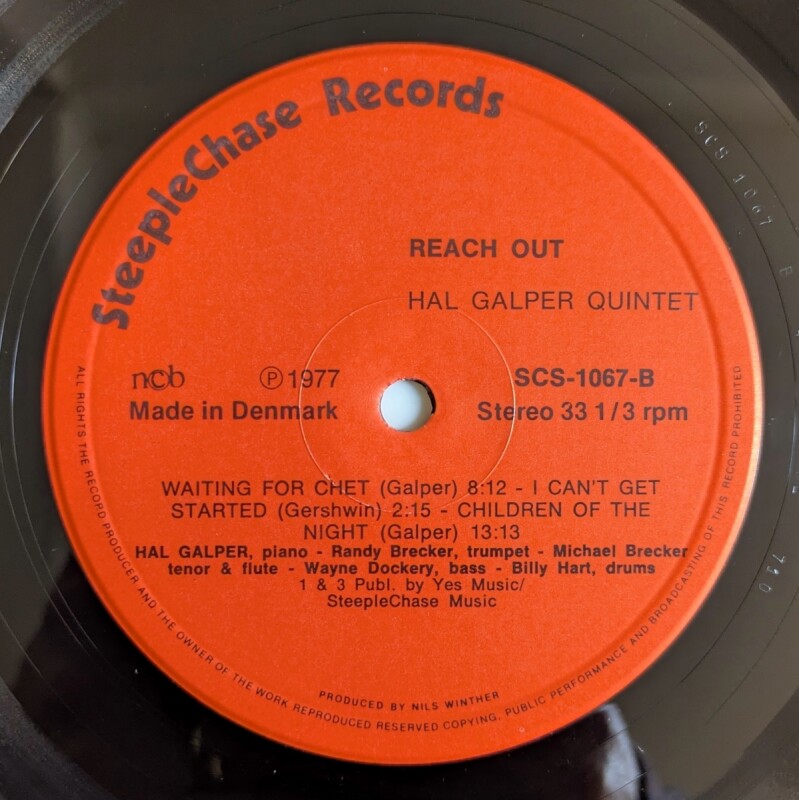 SteepleChase Records
REACH OUT
HAL GALPER QUINTET
ncb ℗ 1977
Made in Denmark
SCS-1067-B
Stereo 33 1/3 rpm
WAITING FOR CHET (Galper) 8:12 - I CAN'T GET
STARTED (Gershwin) 2:15 - CHILDREN OF THE
NIGHT (Galper) 13:13
HAL GALPER, piano - Randy Brecker, trumpet - Michael Brecker
tenor & flute - Wayne Dockery, bass - Billy Hart, drums
1 & 3 Publ. by Yes Music/
SteepleChase Music
PRODUCED BY NILS WINTHER
ALL RIGHTS THE RECORD PRODUCER AND THE OWNER OF THE WORK REPRODUCED RESERVED COPYING, PUBLIC PERFORMANCE AND BROADCASTING OF THIS RECORD PROHIBITED
SCS 1067 B
710